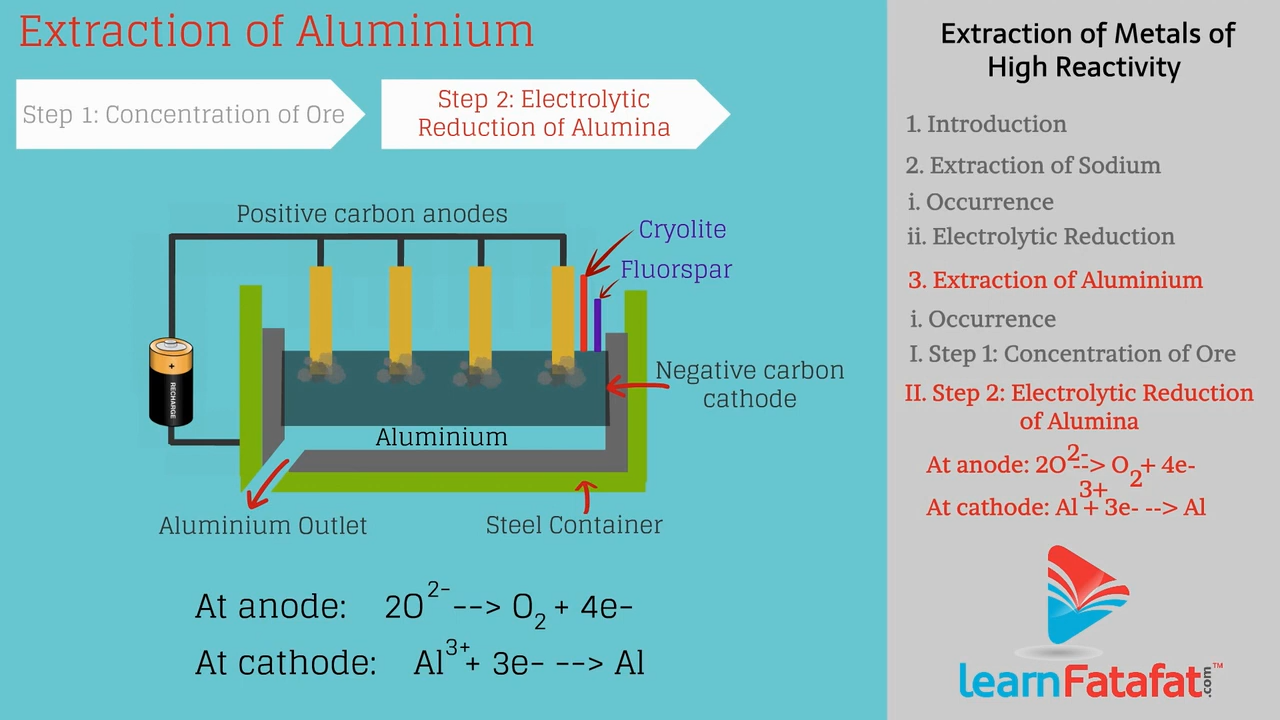 Extraction of Aluminium
Step 1: Concentration of Ore
Step 2: Electrolytic
Reduction of Alumina
Positive carbon anodes
Cryolite
Fluorspar
+
RECHARGE
Negative carbon
cathode
Aluminium
Aluminium Outlet
Steel Container
At anode: 2O²⁻ --> O₂ + 4e-
At cathode: Al³⁺ + 3e- --> Al
Extraction of Metals of
High Reactivity
1. Introduction
2. Extraction of Sodium
i. Occurrence
ii. Electrolytic Reduction
3. Extraction of Aluminium
i. Occurrence
I. Step 1: Concentration of Ore
II. Step 2: Electrolytic Reduction
of Alumina
At anode: 2O²⁻ --> O₂ + 4e-
At cathode: Al³⁺ + 3e- --> Al
learnFatafat.com™